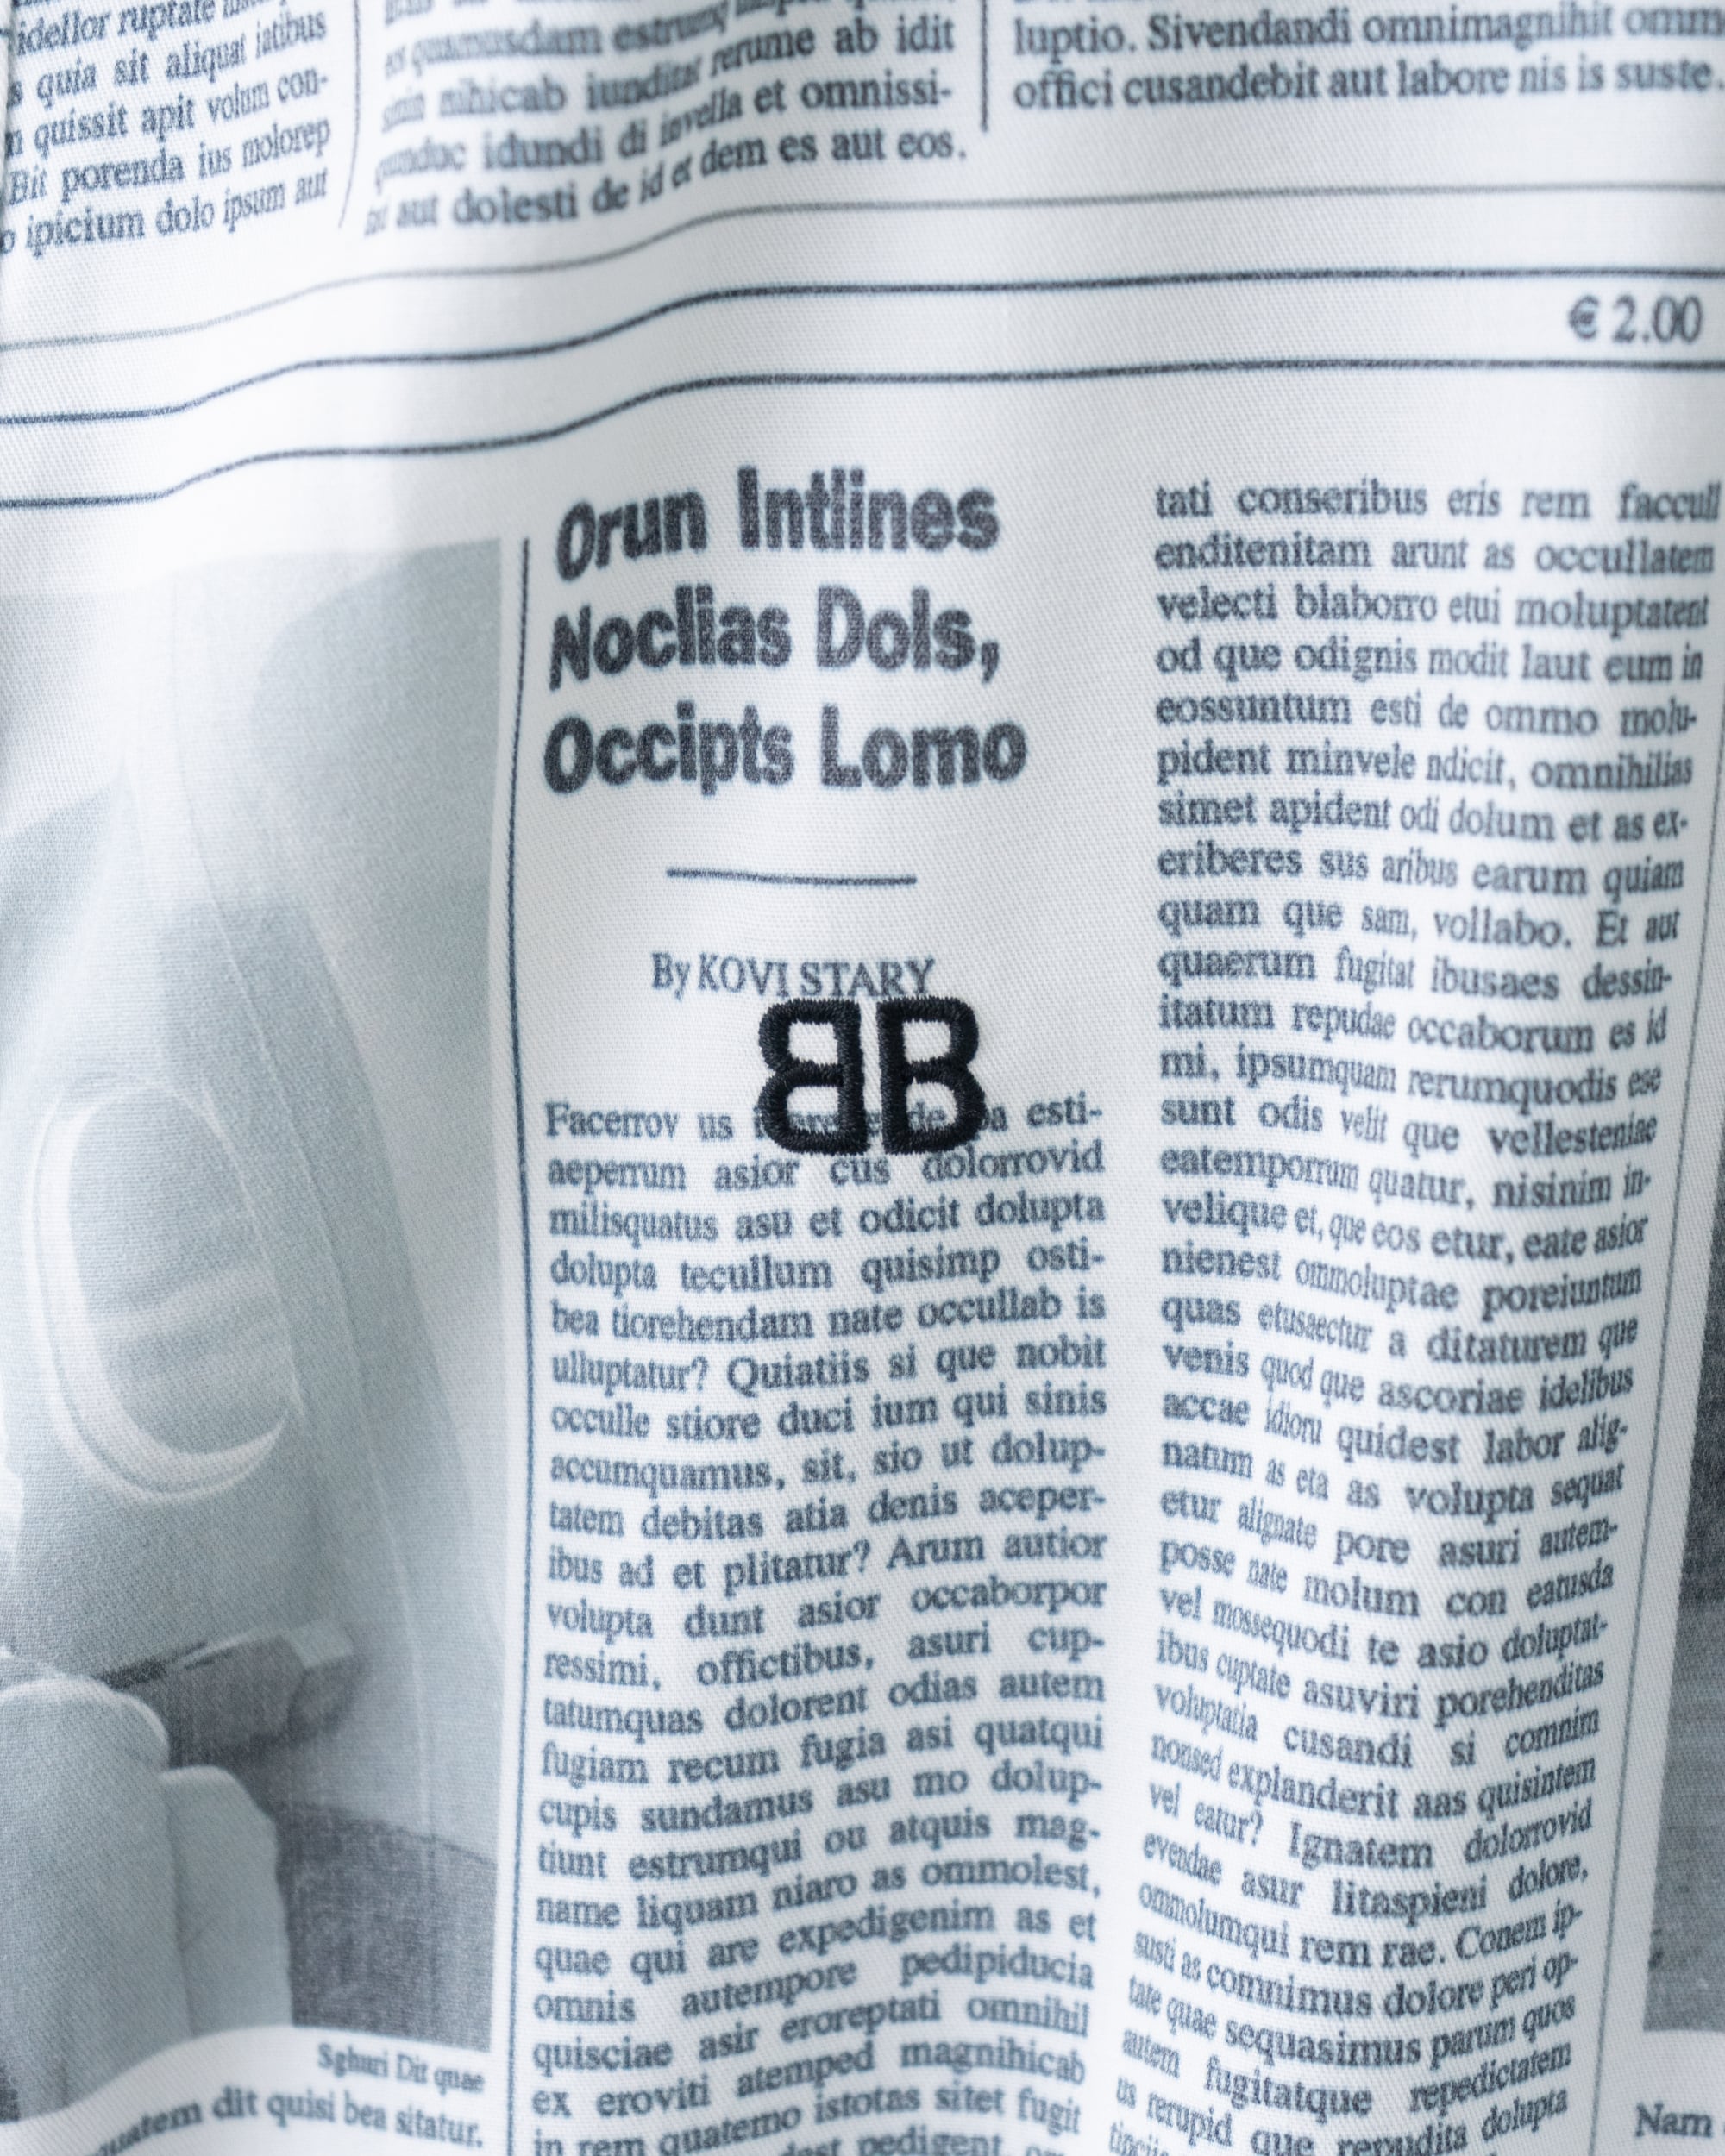 idellor ruptate
quia sit aliquat iatibus
quissit apit volum con-
Bit porenda ius molorep
ipicium dolo ipsum aut
quamusdam
nihicab iunditat rerume ab idit
idundi di invella et omnissi-
aut dolesti de id et dem es aut eos.
luptio. Sivendandi omnimagnihit omm
offici cusandebit aut labore nis is suste.
€ 2.00
Orun Intlines
Noclias Dols,
Occipts Lomo
By KOVI STARY
BB
Facerrov us esti-
aeperrum asior cus dolorrovid
milisquatus asu et odicit dolupta
dolupta tecullum quisimp osti-
bea tiorehendam nate occullab is
ulluptatur? Quiatiis si que nobit
occulle stiore duci ium qui sinis
accumquamus, sit, sio ut dolup-
tatem debitas atia denis aceper-
ibus ad et plitatur? Arum autior
volupta dunt asior occaborpor
ressimi, offictibus, asuri cup-
tatumquas dolorent odias autem
fugiam recum fugia asi quatqui
cupis sundamus asu mo dolup-
tiunt estrumqui ou atquis mag-
name liquam niaro as ommolest,
quae qui are expedigenim as et
omnis autempore pedipiducia
quisciae asir eroreptati omnihil
ex eroviti atemped magnihicab
in rem quatemo istotas sitet fugit
pedigent,
tati conseribus eris rem faccull
enditenitam arunt as occullatem
velecti blaborro etui moluptatent
od que odignis modit laut eum in
eossuntum esti de ommo molu-
pident minvele ndicit, omnihilias
simet apident odi dolum et as ex-
eriberes sus aribus earum quiam
quam que sam, vollabo. Et aut
quaerum fugitat ibusaes dessin-
itatum repudae occaborum es id
mi, ipsumquam rerumquodis ese
sunt odis velit que vellesteniae
eatemporrum quatur, nisinim in-
velique et, que eos etur, eate asior
nienest ommoluptae poreiuntum
quas etusaectur a ditaturem que
venis quod que ascoriae idelibus
accae idioru quidest labor alig-
natum as eta as volupta sequat
etur alignate pore asuri autem-
posse nate molum con eatusda
vel mossequodi te asio doluptat-
ibus cuptate asuviri porehenditas
voluptatia cusandi si comnim
nonsed explanderit aas quisintem
vel eatur? Ignatem dolorrovid
evendae asur litaspieni dolore,
ommolumqui rem rae. Conem ip-
susti as comnimus dolore peri op-
tate quae sequasimus parum quos
autem fugitatque repedictatem
us rerupid que repudita dolupta
Sghuri Dit quae
dit quisi bea sitatur.
Nam